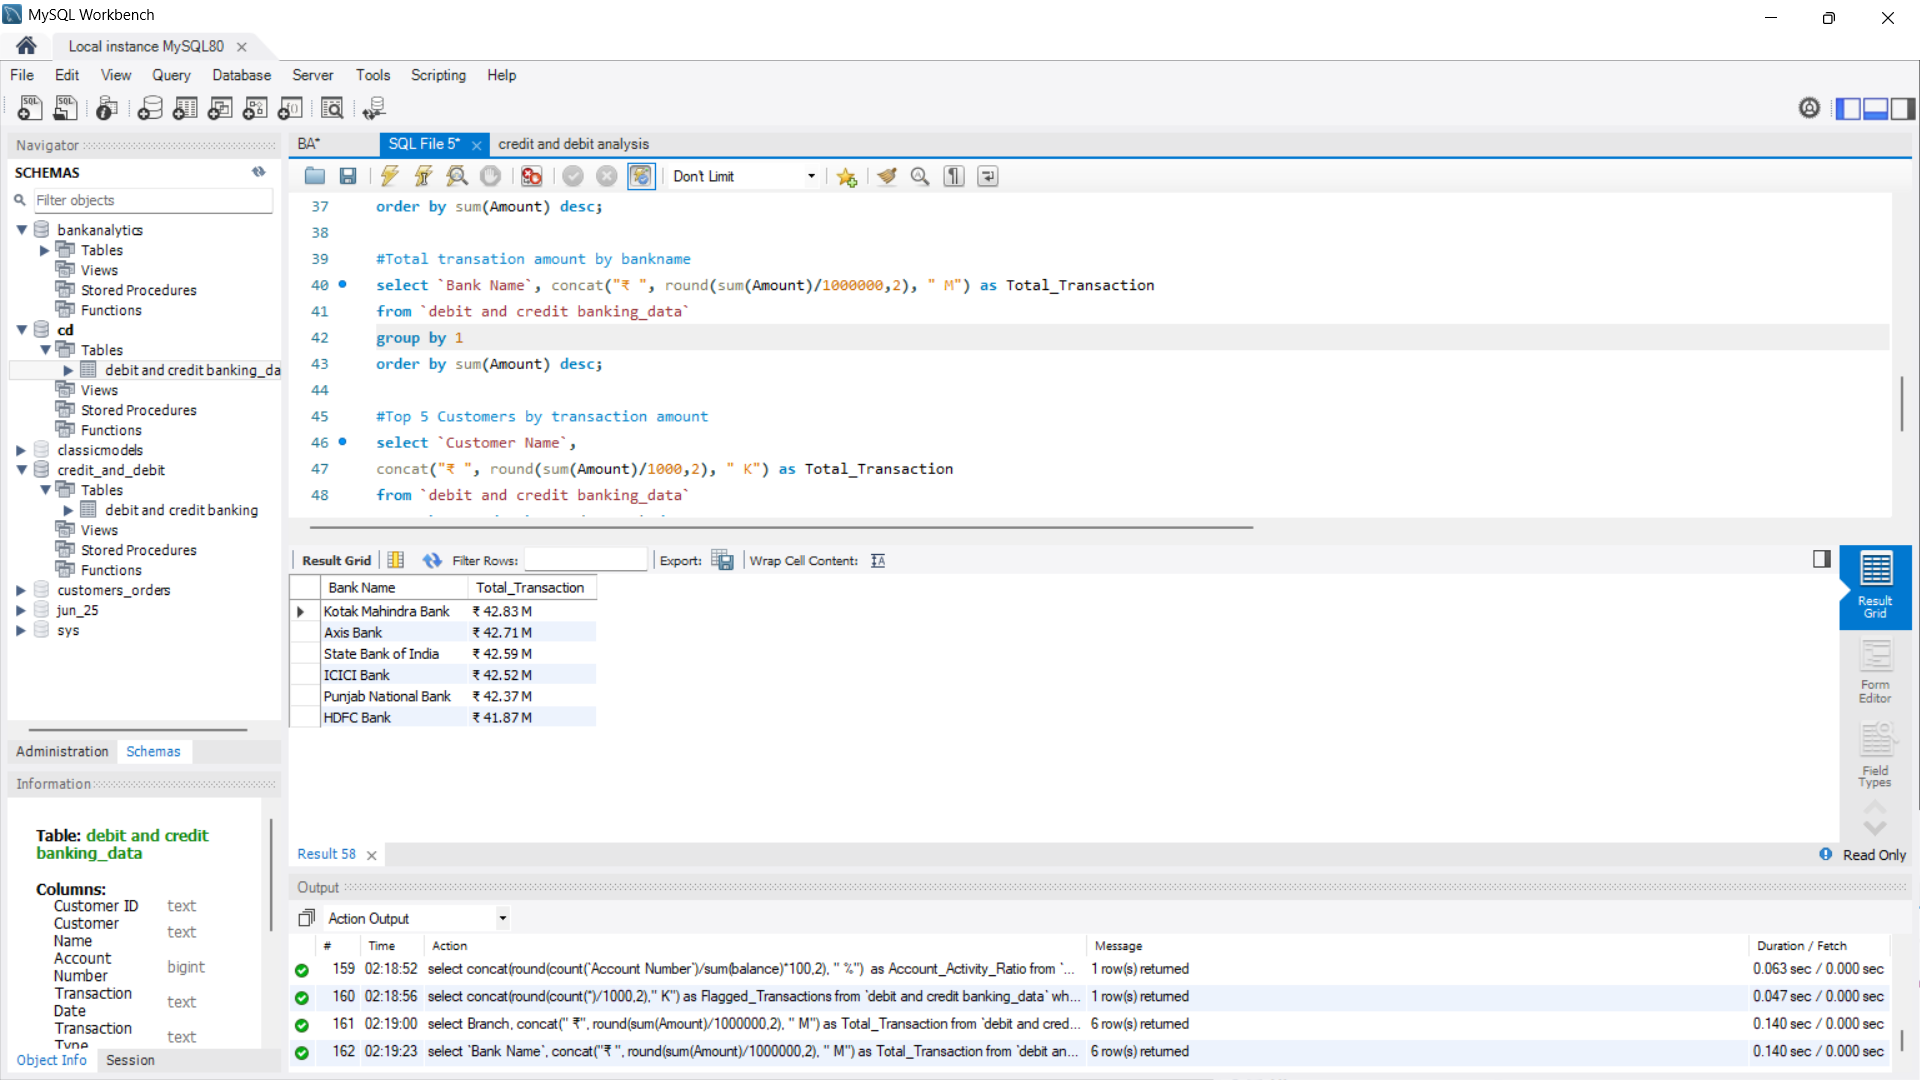 MySQL Workbench
Local instance MySQL80
File Edit View Query Database Server Tools Scripting Help
Navigator
SCHEMAS
Filter objects
bankanalytics
Tables
Views
Stored Procedures
Functions
cd
Tables
debit and credit banking_da
Views
Stored Procedures
Functions
classicmodels
credit_and_debit
Tables
debit and credit banking
Views
Stored Procedures
Functions
customers_orders
jun_25
sys
Administration Schemas
Information
Table: debit and credit
banking_data
Columns:
Customer ID text
Customer
Name text
Account
Number bigint
Transaction
Date text
Transaction
Type text
Object Info Session
BA* SQL File 5* credit and debit analysis
Don't Limit
37 order by sum(Amount) desc;
38
39 #Total transation amount by bankname
40 select `Bank Name`, concat("₹ ", round(sum(Amount)/1000000,2), " M") as Total_Transaction
41 from `debit and credit banking_data`
42 group by 1
43 order by sum(Amount) desc;
44
45 #Top 5 Customers by transaction amount
46 select `Customer Name`,
47 concat("₹ ", round(sum(Amount)/1000,2), " K") as Total_Transaction
48 from `debit and credit banking_data`
Result Grid Filter Rows: Export: Wrap Cell Content:
Bank Name Total_Transaction
Kotak Mahindra Bank ₹ 42.83 M
Axis Bank ₹ 42.71 M
State Bank of India ₹ 42.59 M
ICICI Bank ₹ 42.52 M
Punjab National Bank ₹ 42.37 M
HDFC Bank ₹ 41.87 M
Result
Grid
Form
Editor
Field
Types
Result 58
Read Only
Output
Action Output
# Time Action Message Duration / Fetch
159 02:18:52 select concat(round(count(`Account Number`)/sum(balance)*100,2), " %") as Account_Activity_Ratio from `... 1 row(s) returned 0.063 sec / 0.000 sec
160 02:18:56 select concat(round(count(*)/1000,2)," K") as Flagged_Transactions from `debit and credit banking_data` wh... 1 row(s) returned 0.047 sec / 0.000 sec
161 02:19:00 select Branch, concat(" ₹", round(sum(Amount)/1000000,2), " M") as Total_Transaction from `debit and cred... 6 row(s) returned 0.140 sec / 0.000 sec
162 02:19:23 select `Bank Name`, concat("₹ ", round(sum(Amount)/1000000,2), " M") as Total_Transaction from `debit an... 6 row(s) returned 0.140 sec / 0.000 sec